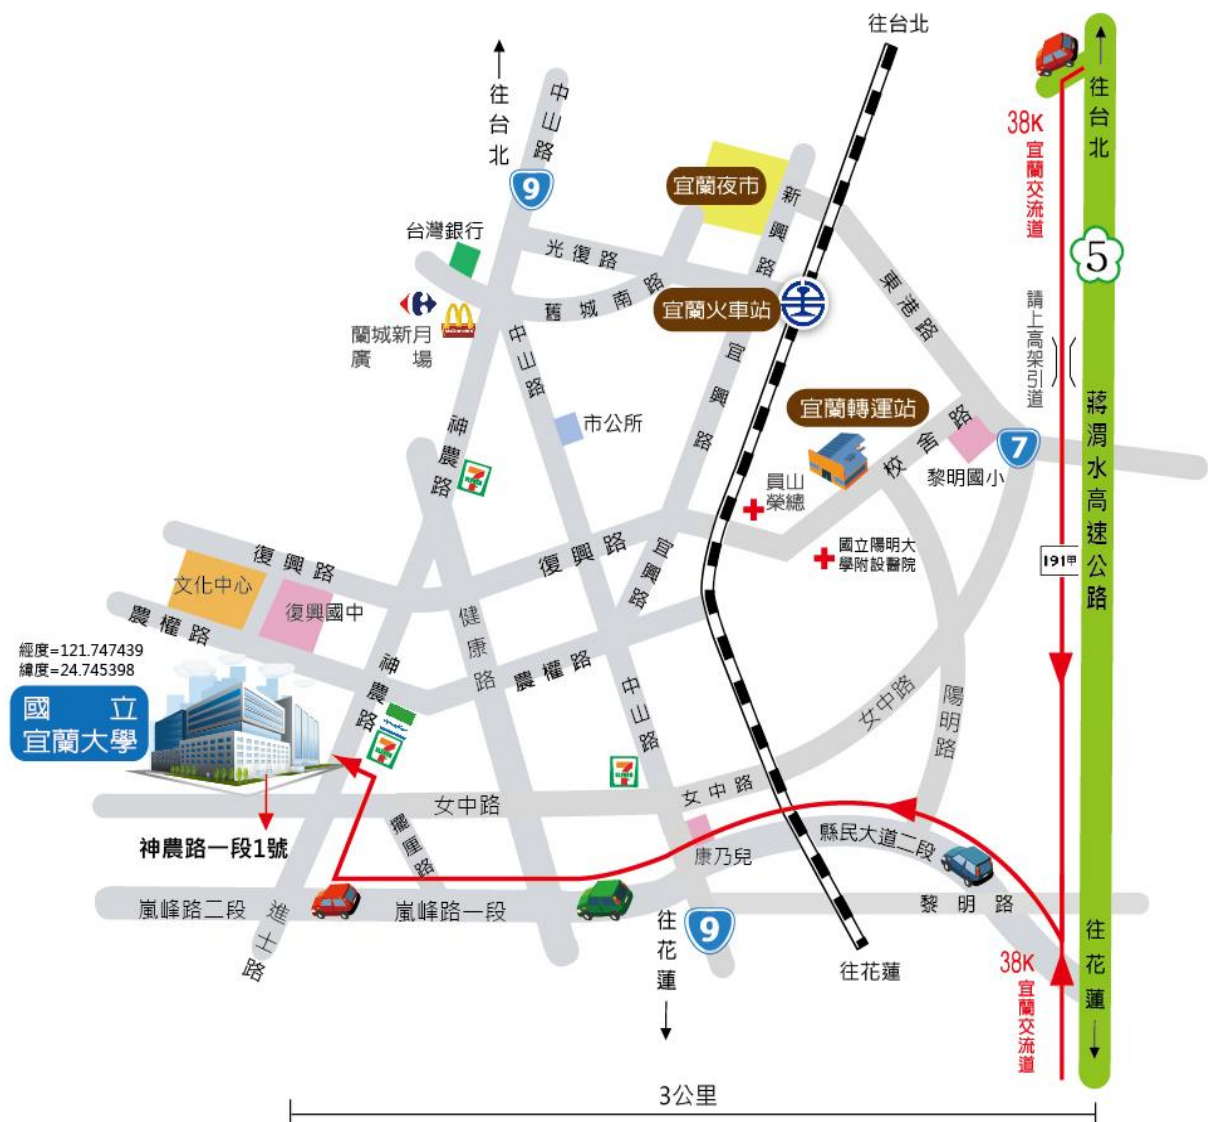 往台北
往台北
中山路
9
38K
宜蘭交流道
往台北
宜蘭夜市
新興路
台灣銀行
光復路
舊城南路
5
東港路
宜蘭火車站
蘭城新月
廣場
McDonald's
中山路
宜興路
請上高架引道
蔣渭水高速公路
宜蘭轉運站
校舍路
7
市公所
神農路
7
ELEVEN
黎明國小
員山
榮總
國立陽明大
學附設醫院
191甲
復興路
復興路
宜興路
文化中心
復興國中
農權路
健康路
經度=121.747439
緯度=24.745398
國立
宜蘭大學
神農路
農權路
中山路
女中路
陽明路
7
ELEVEN
7
ELEVEN
女中路
女中路
擺厘路
神農路一段1號
康乃兒
縣民大道二段
嵐峰路二段
進士路
嵐峰路一段
黎明路
9
往花蓮
往花蓮
38K
宜蘭交流道
往花蓮
3公里